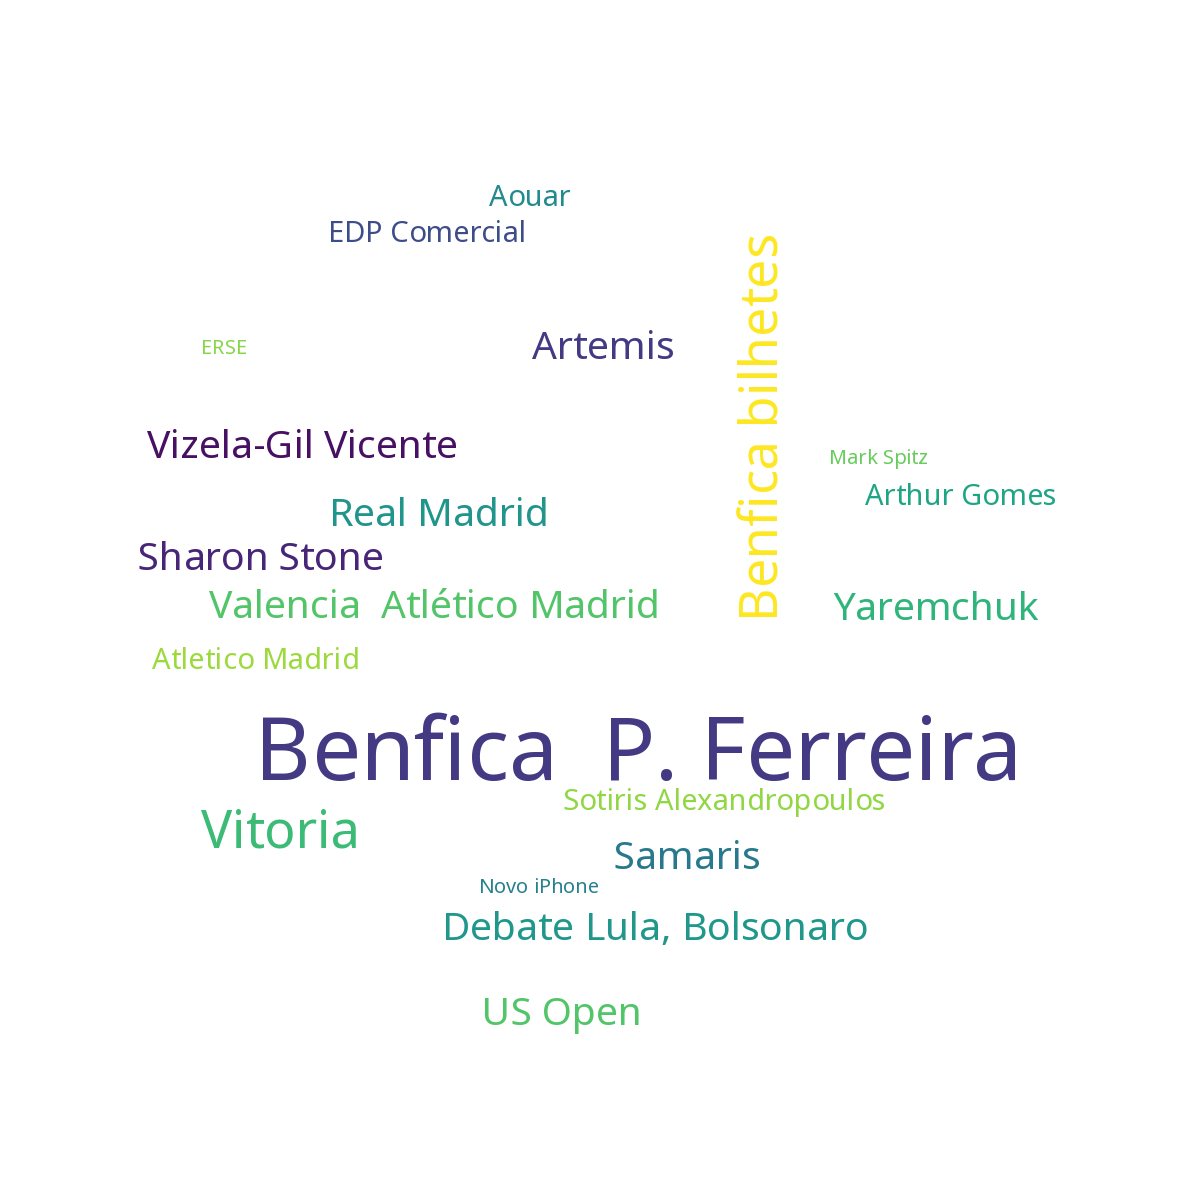 Aouar
EDP Comercial
Benfica bilhetes
ERSE
Artemis
Vizela-Gil Vicente
Mark Spitz
Arthur Gomes
Real Madrid
Sharon Stone
Valencia  Atlético Madrid
Yaremchuk
Atletico Madrid
Benfica  P. Ferreira
Sotiris Alexandropoulos
Vitoria
Samaris
Novo iPhone
Debate Lula, Bolsonaro
US Open